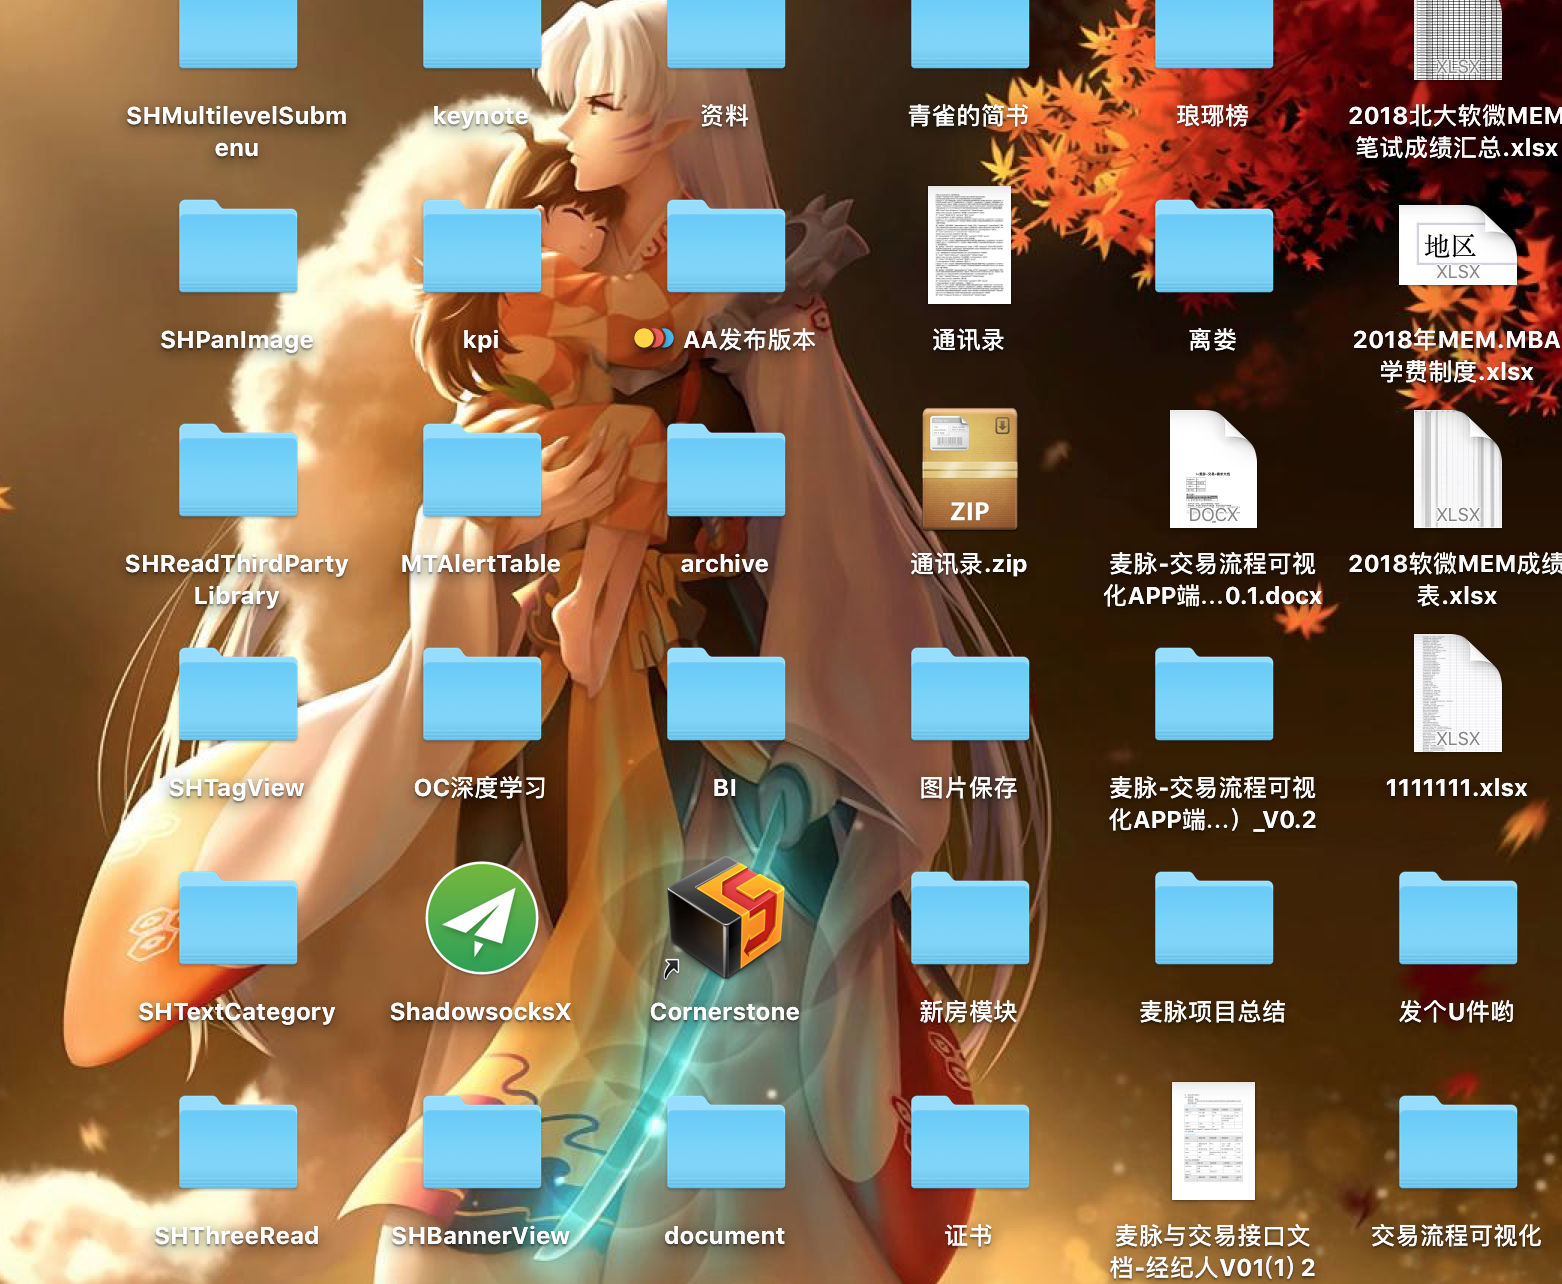 SHMultilevelSubm
enu
keynote
资料
青雀的简书
琅琊榜
XLSX
2018北大软微MEM
笔试成绩汇总.xlsx
SHPanImage
kpi
AA发布版本
通讯录
离娄
地区
XLSX
2018年MEM.MBA
学费制度.xlsx
SHReadThirdParty
Library
MTAlertTable
archive
ZIP
通讯录.zip
DOCX
麦脉-交易流程可视
化APP端...0.1.docx
XLSX
2018软微MEM成绩
表.xlsx
SHTagView
OC深度学习
BI
图片保存
麦脉-交易流程可视
化APP端...）_V0.2
XLSX
1111111.xlsx
SHTextCategory
ShadowsocksX
Cornerstone
新房模块
麦脉项目总结
发个U件哟
SHThreeRead
SHBannerView
document
证书
麦脉与交易接口文
档-经纪人V01(1) 2
交易流程可视化